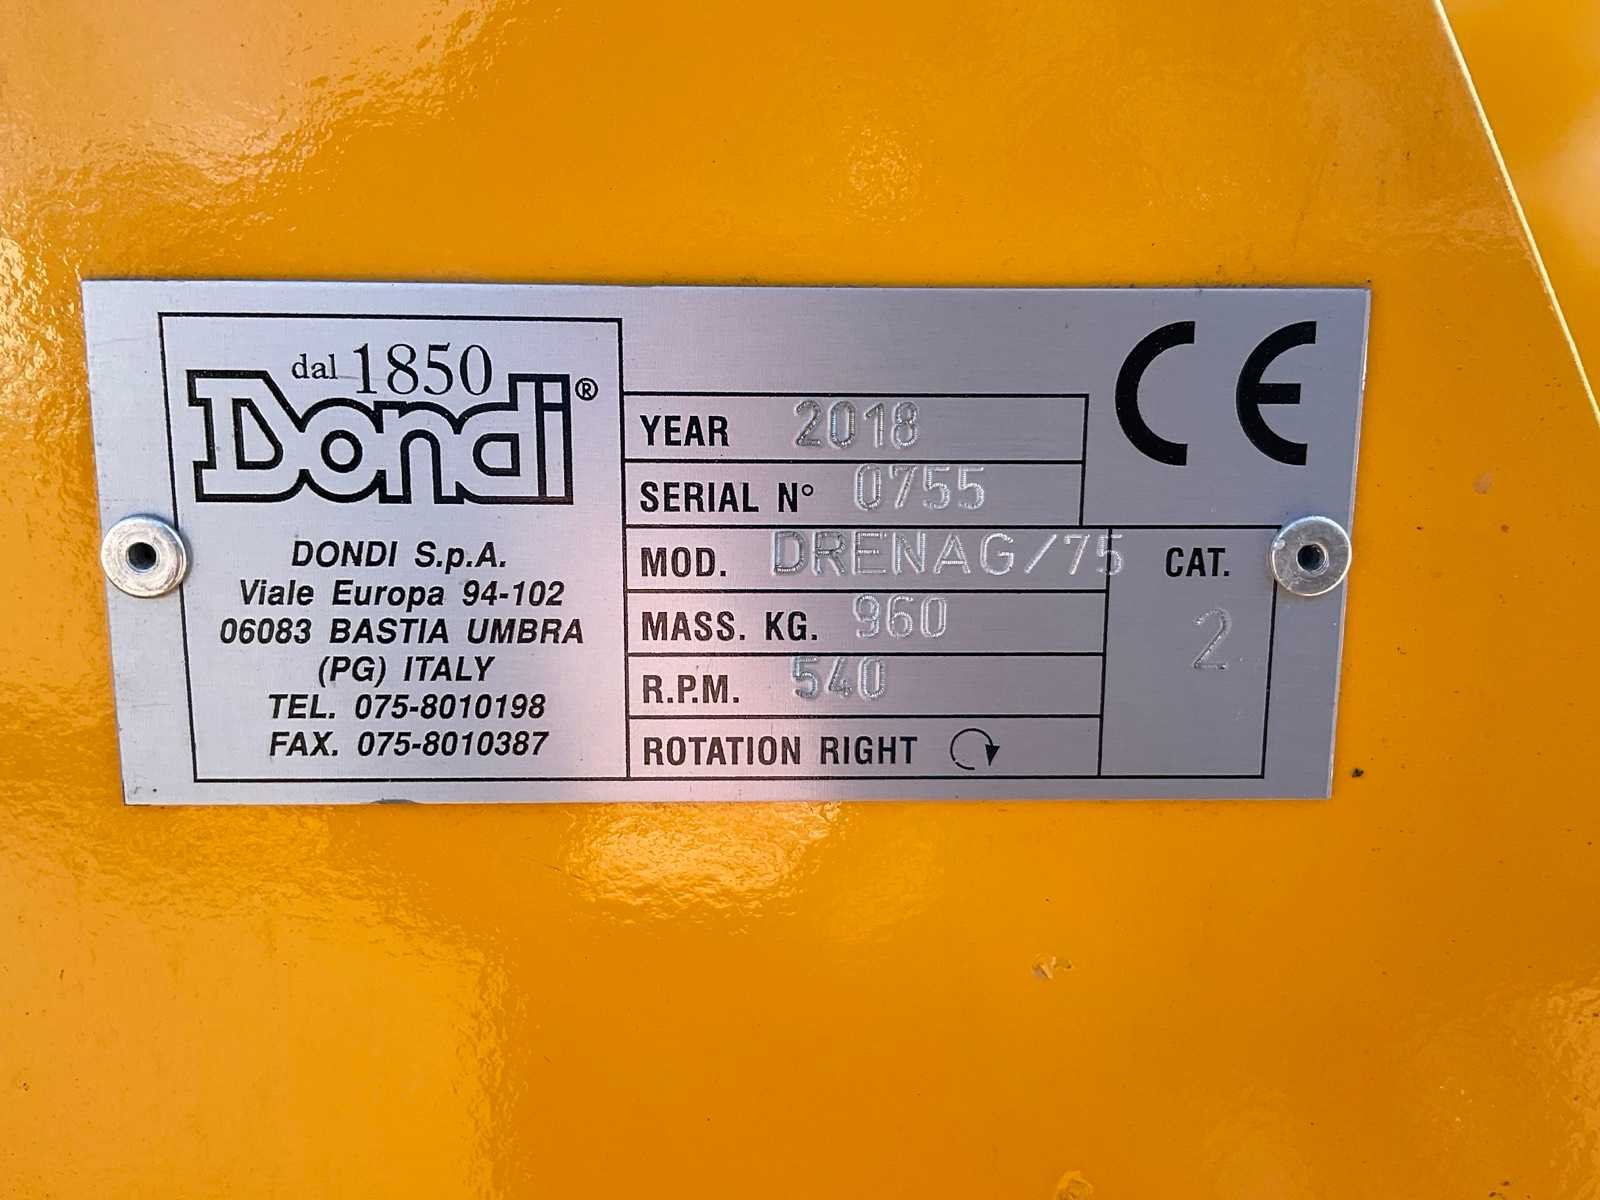 dal 1850
Dondi®
DONDI S.p.A.
Viale Europa 94-102
06083 BASTIA UMBRA
(PG) ITALY
TEL. 075-8010198
FAX. 075-8010387
CE
YEAR 2018
SERIAL N° 0755
MOD. DRENAG/75
MASS. KG. 960
R.P.M. 540
ROTATION RIGHT
CAT.
2